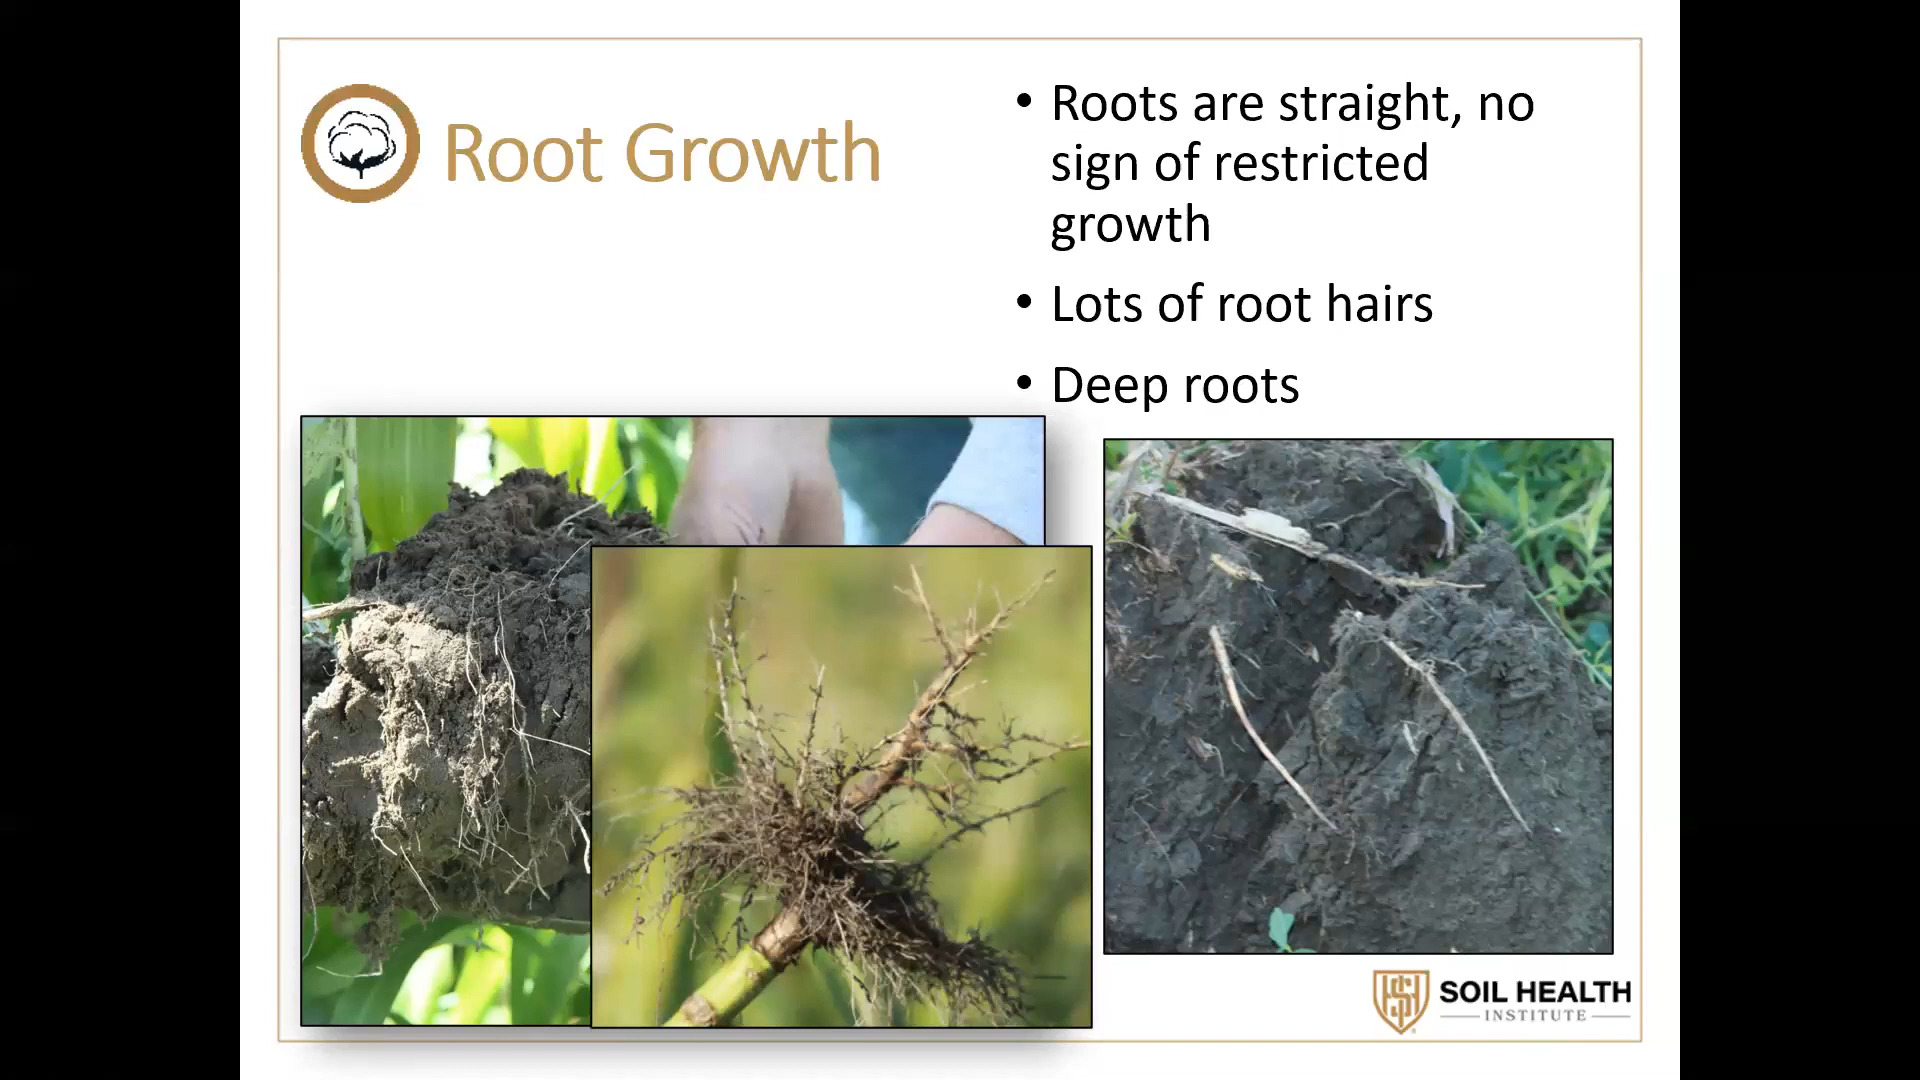 Root Growth
• Roots are straight, no
sign of restricted
growth
• Lots of root hairs
• Deep roots
SOIL HEALTH
INSTITUTE